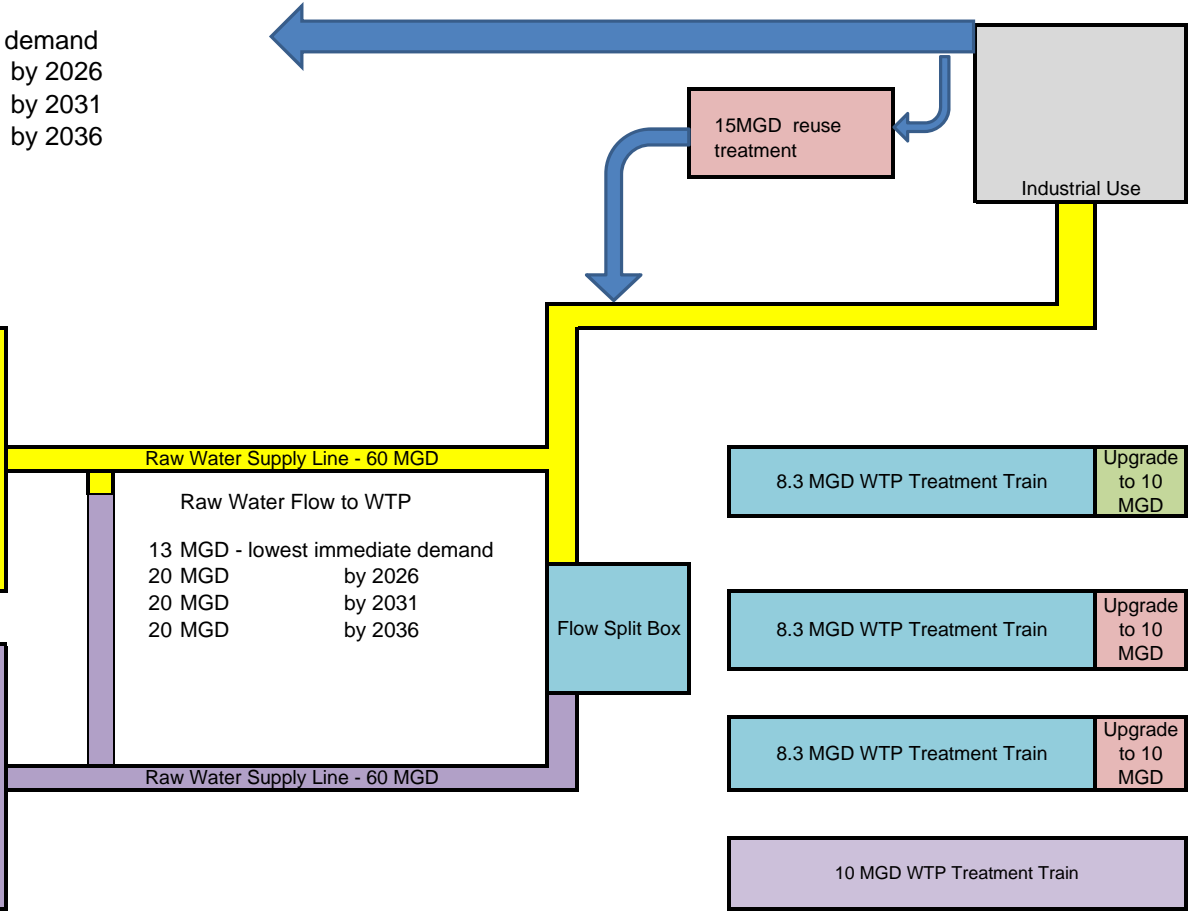 demand
by 2026
by 2031
by 2036
15MGD reuse
treatment
Industrial Use
Raw Water Supply Line - 60 MGD
Raw Water Flow to WTP
13 MGD - lowest immediate demand
20 MGD by 2026
20 MGD by 2031
20 MGD by 2036
Flow Split Box
Raw Water Supply Line - 60 MGD
8.3 MGD WTP Treatment Train
Upgrade
to 10
MGD
8.3 MGD WTP Treatment Train
Upgrade
to 10
MGD
8.3 MGD WTP Treatment Train
Upgrade
to 10
MGD
10 MGD WTP Treatment Train